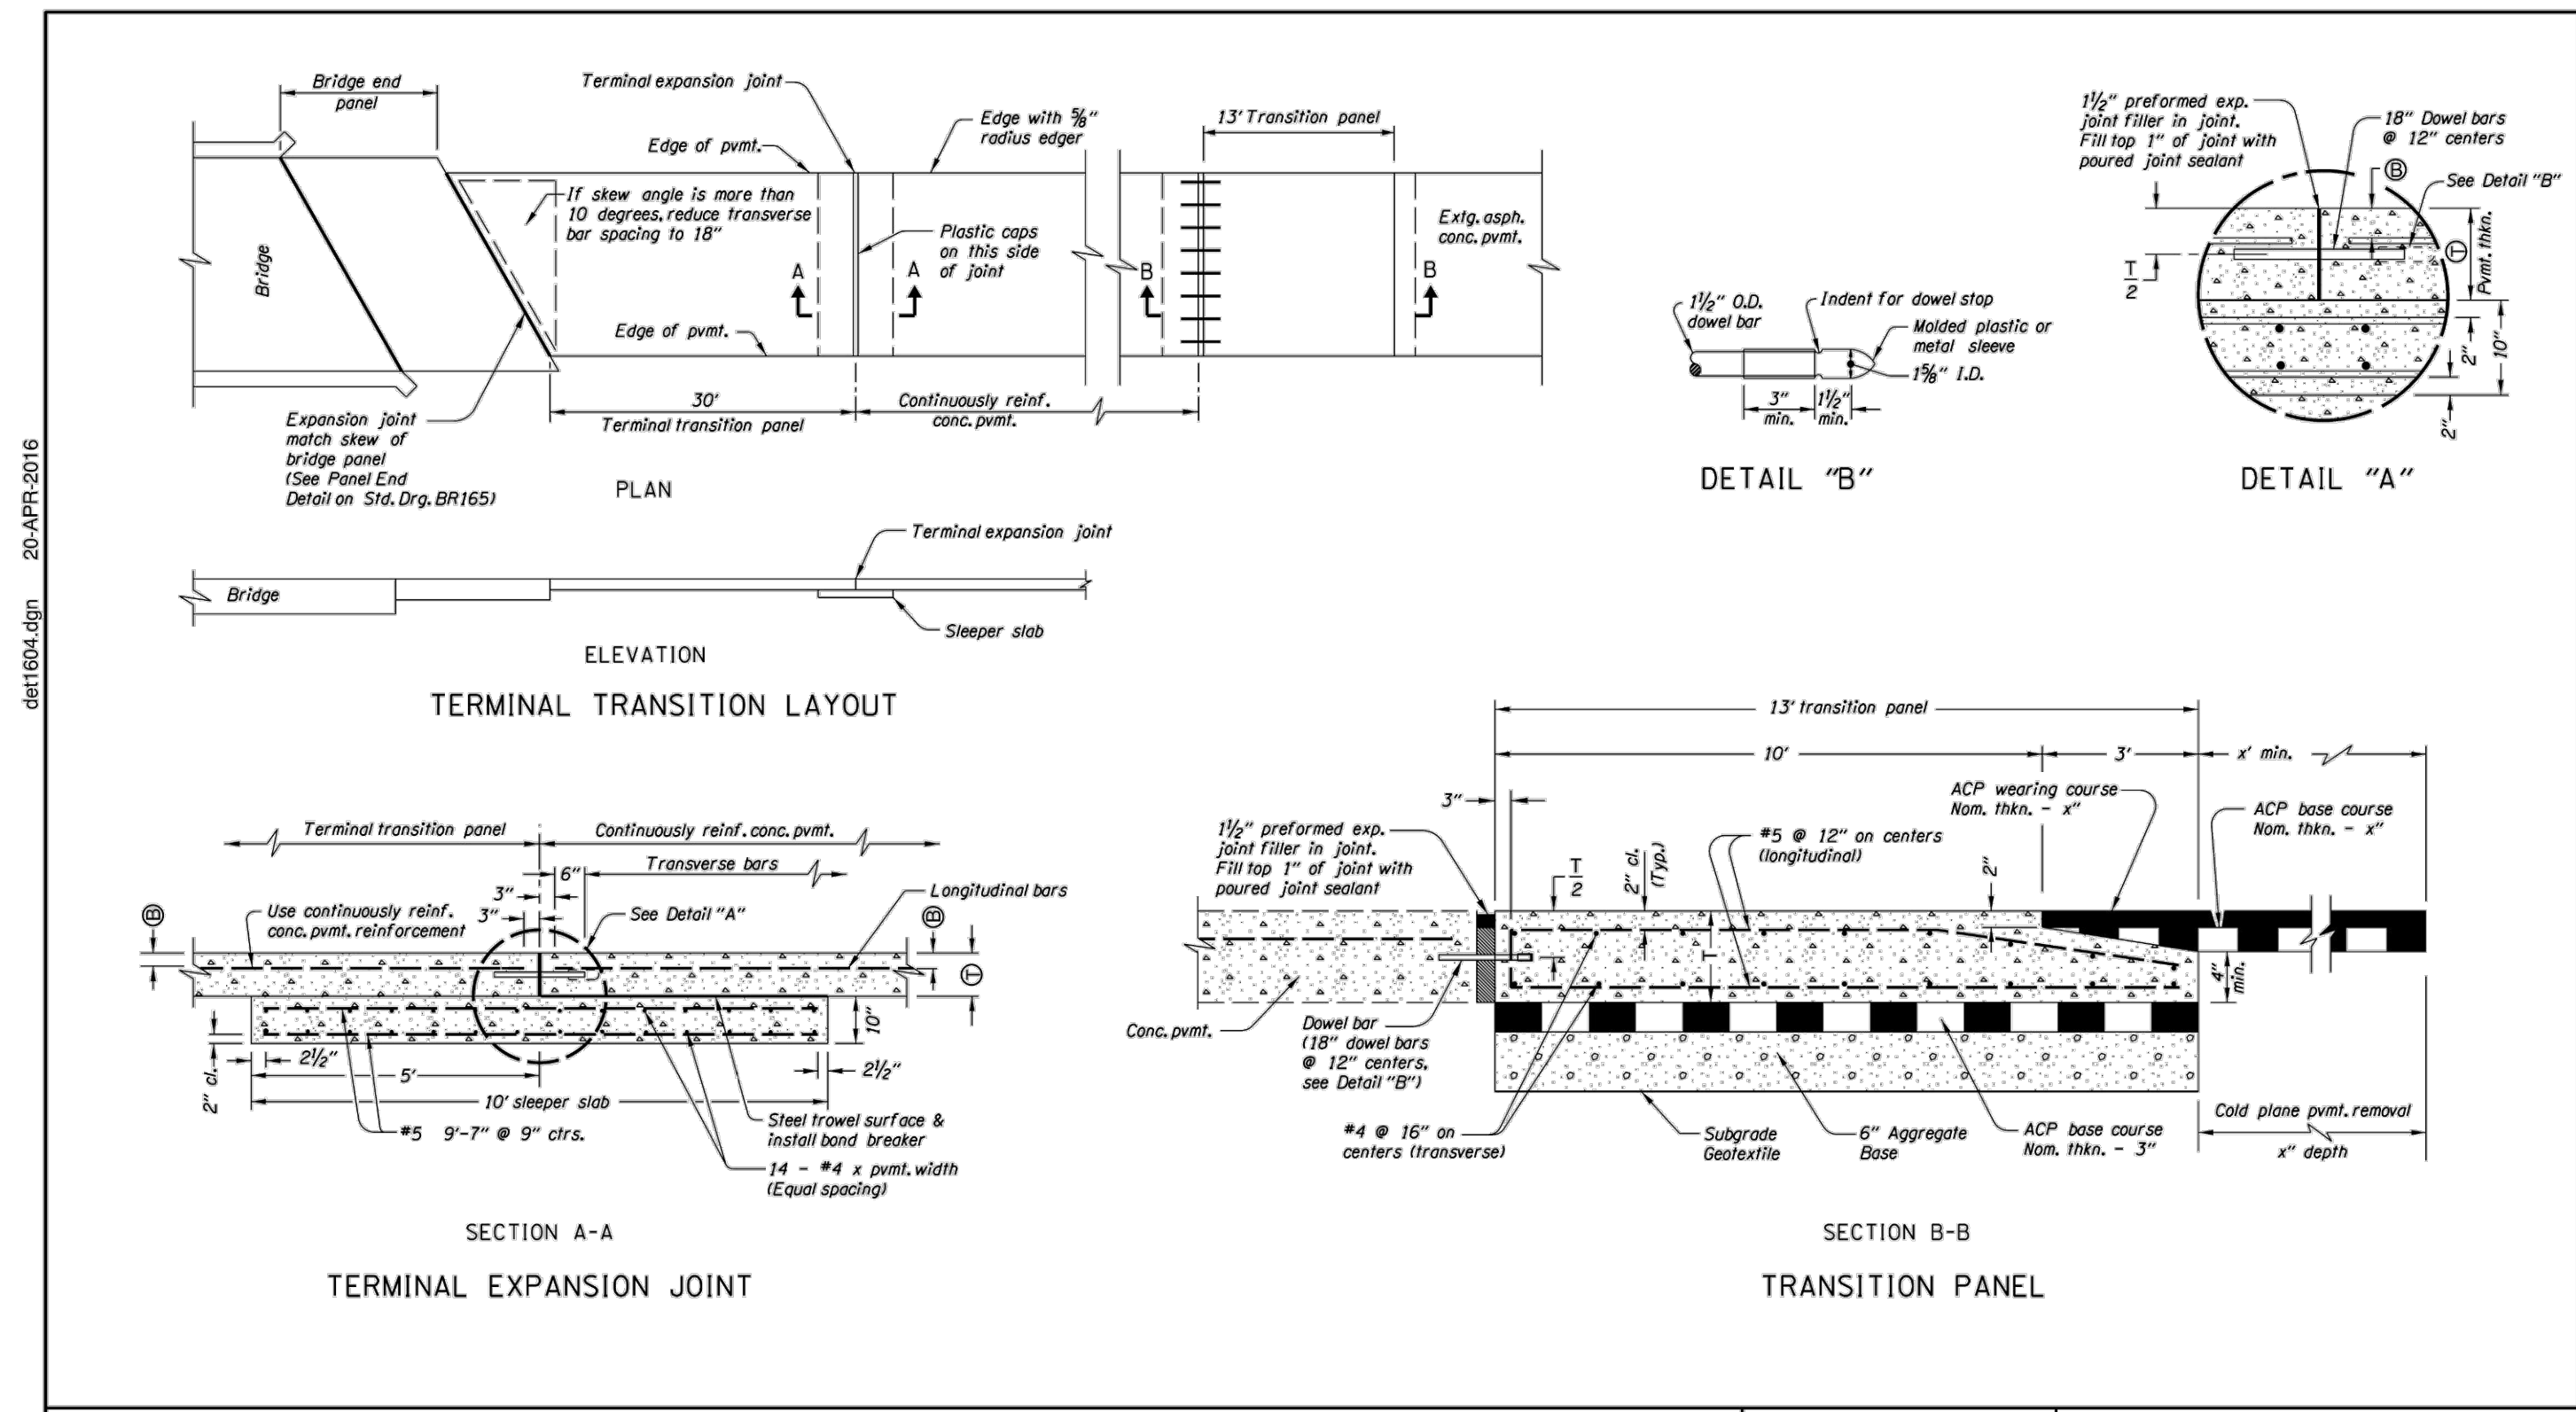 det1604.dgn 20-APR-2016
Bridge end
panel
Terminal expansion joint
Edge with 5/8"
radius edger
Edge of pvmt.
13' Transition panel
If skew angle is more than
10 degrees, reduce transverse
bar spacing to 18"
Plastic caps
on this side
of joint
Extg. asph.
conc. pvmt.
Bridge
A
A
B
B
Edge of pvmt.
30'
Terminal transition panel
Continuously reinf.
conc. pvmt.
Expansion joint
match skew of
bridge panel
(See Panel End
Detail on Std. Drg. BR165)
PLAN
Terminal expansion joint
Bridge
Sleeper slab
ELEVATION
TERMINAL TRANSITION LAYOUT
1½" O.D.
dowel bar
Indent for dowel stop
Molded plastic or
metal sleeve
1⅝" I.D.
3"
min.
1½"
min.
DETAIL "B"
1½" preformed exp.
joint filler in joint.
Fill top 1" of joint with
poured joint sealant
18" Dowel bars
@ 12" centers
B
See Detail "B"
T
2
T
Pvmt. thkn.
2"
10"
2"
DETAIL "A"
Terminal transition panel
Continuously reinf. conc. pvmt.
6"
Transverse bars
3"
3"
Longitudinal bars
See Detail "A"
Use continuously reinf.
conc. pvmt. reinforcement
B
B
T
10"
2½"
2½"
5'
2" cl.
10' sleeper slab
#5 9'-7" @ 9" ctrs.
Steel trowel surface &
install bond breaker
14 - #4 x pvmt. width
(Equal spacing)
SECTION A-A
TERMINAL EXPANSION JOINT
13' transition panel
10'
3'
x' min.
3"
ACP wearing course
Nom. thkn. - x"
ACP base course
Nom. thkn. - x"
1½" preformed exp.
joint filler in joint.
Fill top 1" of joint with
poured joint sealant
T
2
2" cl.
(Typ.)
#5 @ 12" on centers
(longitudinal)
2"
T
4"
min.
Conc. pvmt.
Dowel bar
(18" dowel bars
@ 12" centers,
see Detail "B")
#4 @ 16" on
centers (transverse)
Subgrade
Geotextile
6" Aggregate
Base
ACP base course
Nom. thkn. - 3"
Cold plane pvmt. removal
x" depth
SECTION B-B
TRANSITION PANEL